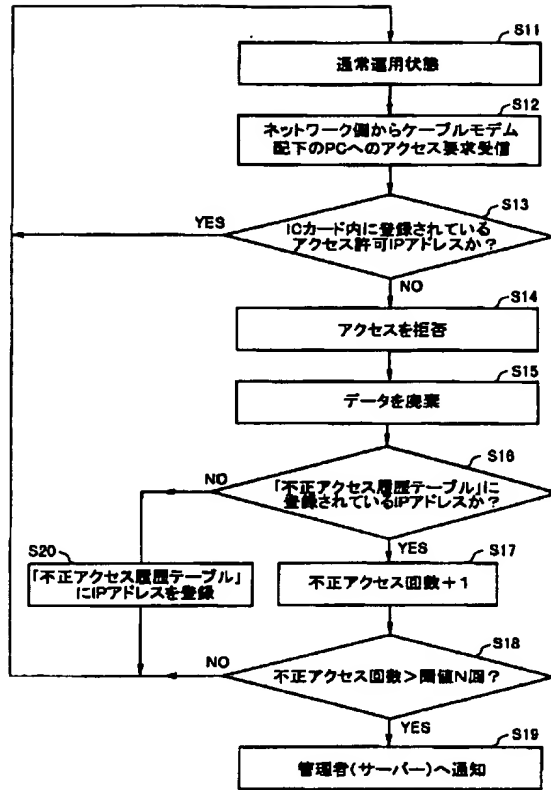 S11
通常運用状態
S12
ネットワーク側からケーブルモデム
配下のPCへのアクセス要求受信
S13
YES
ICカード内に登録されている
アクセス許可IPアドレスか?
NO
S14
アクセスを拒否
S15
データを廃棄
S16
NO
「不正アクセス履歴テーブル」に
登録されているIPアドレスか?
S20
YES
S17
「不正アクセス履歴テーブル」
にIPアドレスを登録
不正アクセス回数+1
S18
NO
不正アクセス回数>閾値N回?
YES
S19
管理者(サーバー)へ通知